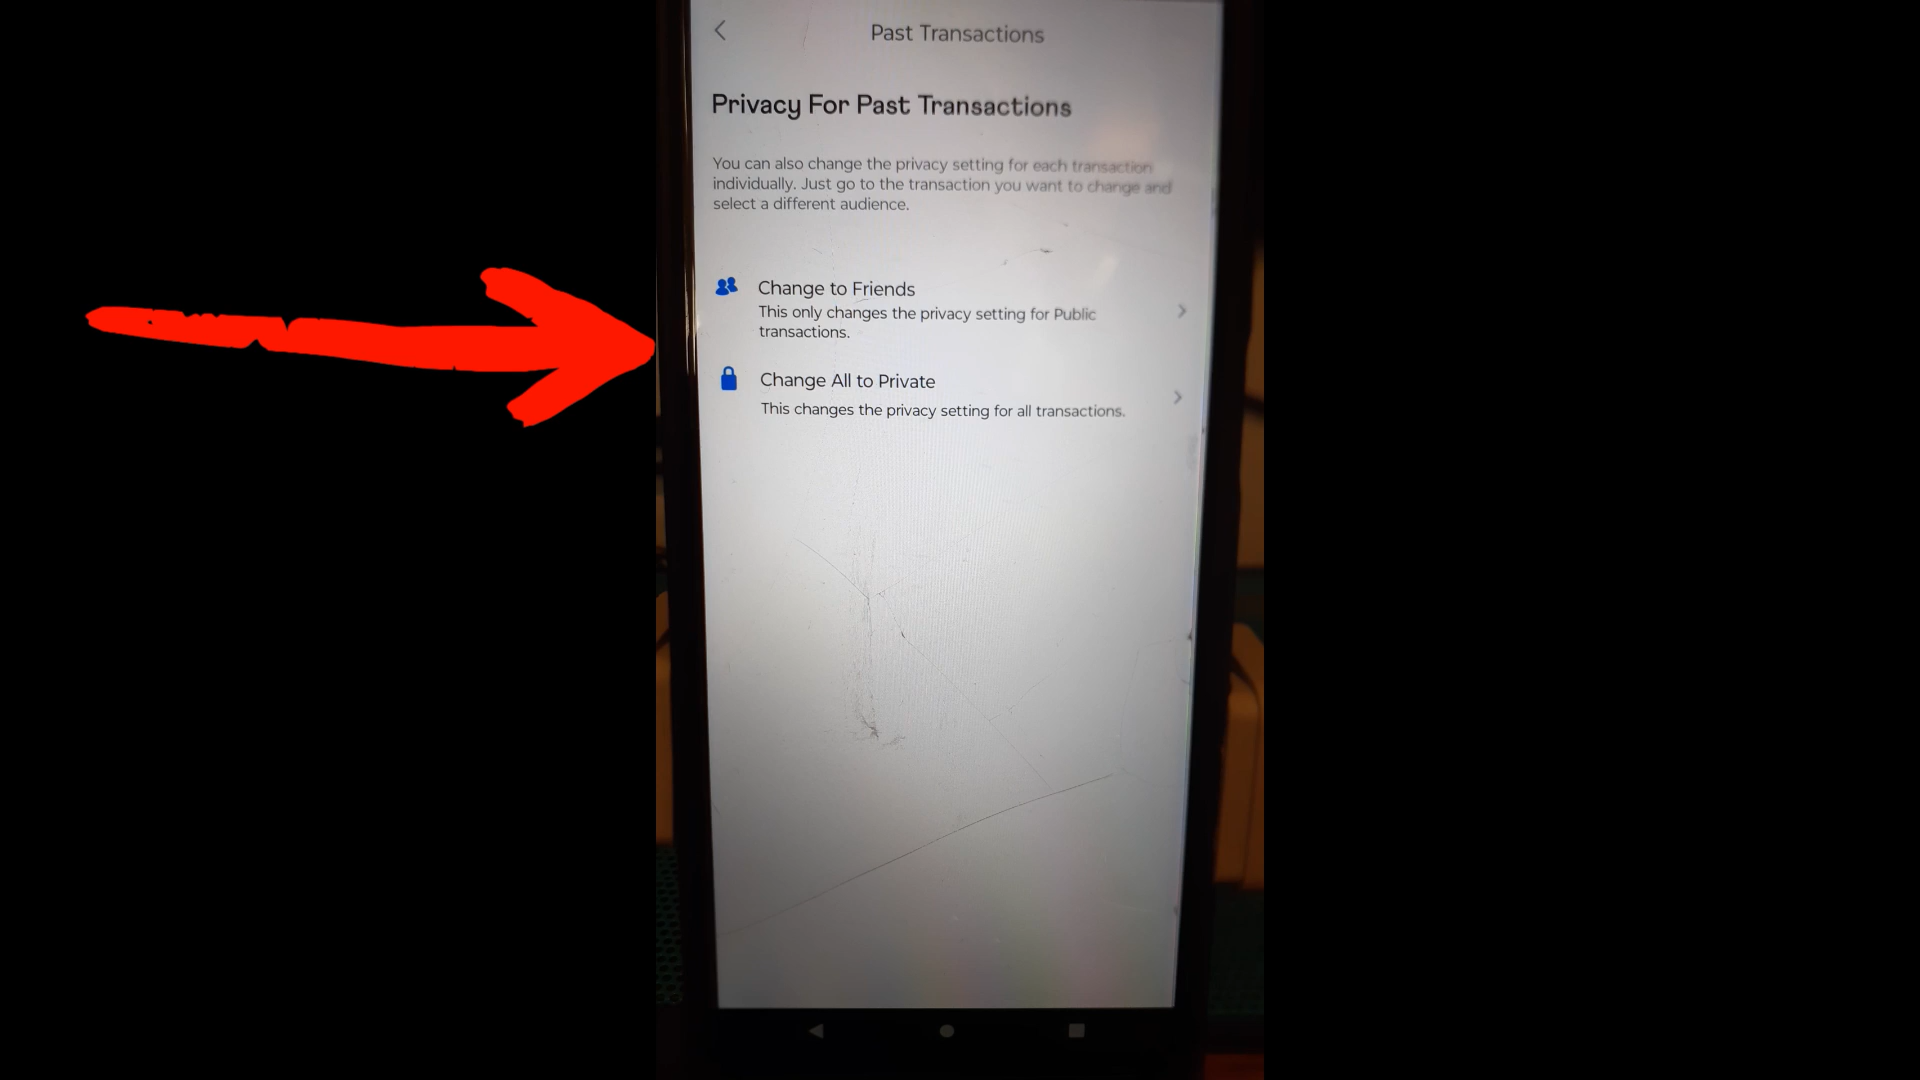 Past Transactions
Privacy For Past Transactions
You can also change the privacy setting for each transaction
individually. Just go to the transaction you want to change and
select a different audience.
Change to Friends
This only changes the privacy setting for Public
transactions.
Change All to Private
This changes the privacy setting for all transactions.